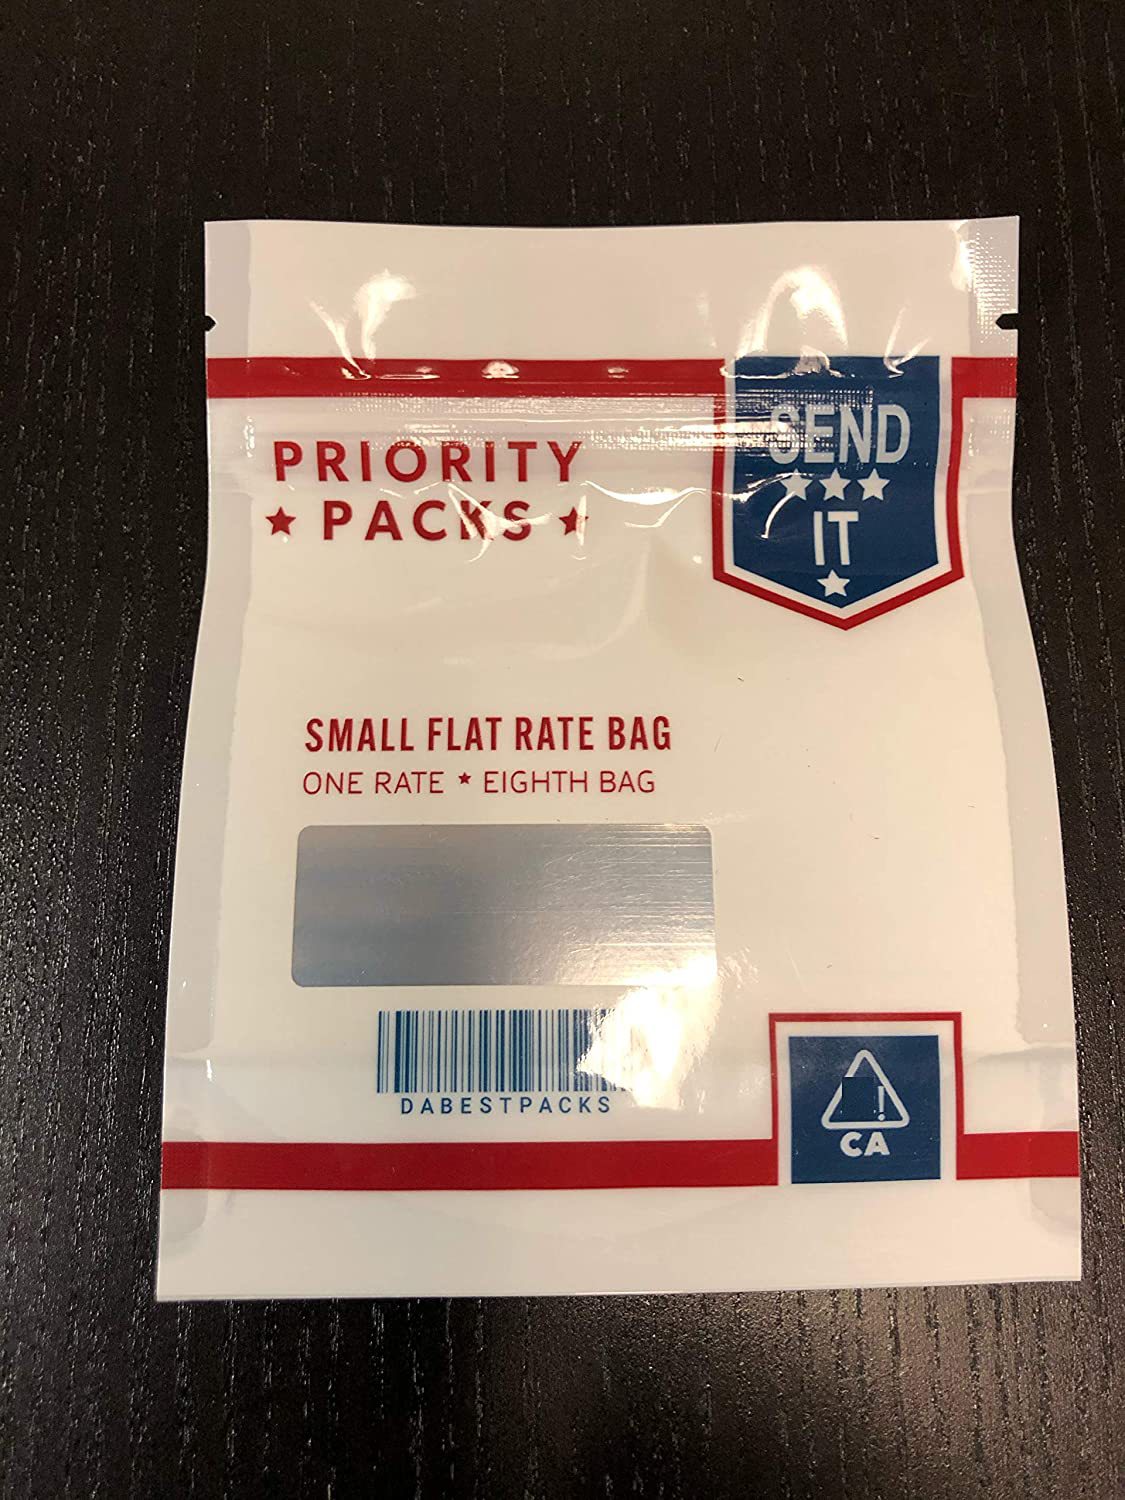 SEND
IT
PRIORITY
PACKS
SMALL FLAT RATE BAG
ONE RATE * EIGHTH BAG
DABESTPACKS
!
CA